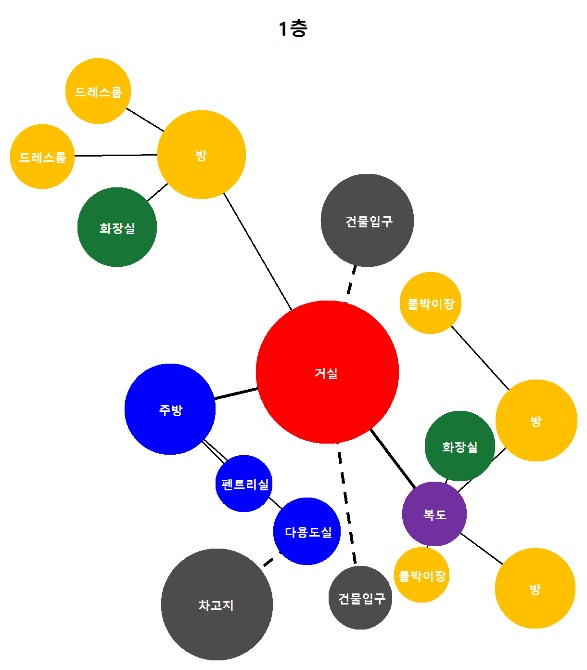 1층
드레스룸
드레스룸
방
화장실
건물입구
붙박이장
거실
주방
방
화장실
펜트리실
복도
다용도실
붙박이장
방
차고지
건물입구